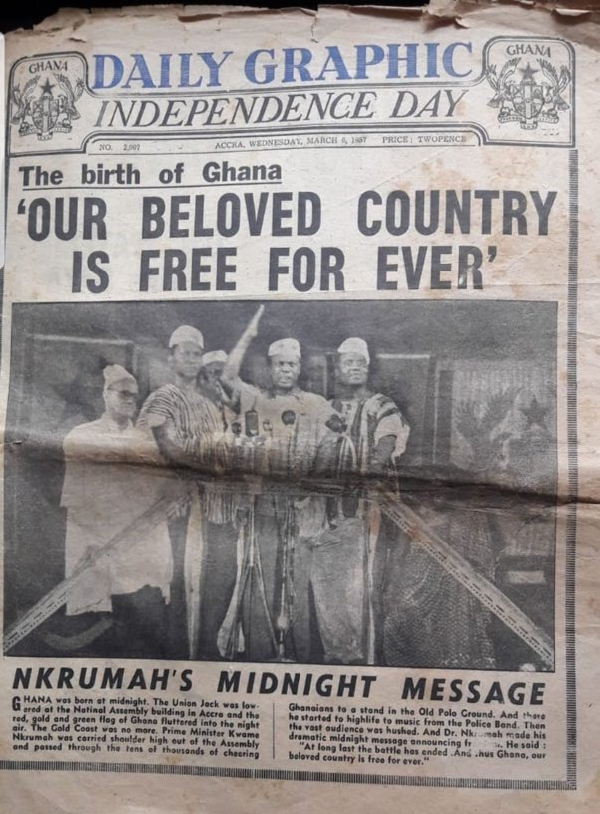 GHANA
DAILY GRAPHIC
GHANA
INDEPENDENCE DAY
NO. 2,007 ACCRA, WEDNESDAY, MARCH 6, 1957 PRICE: TWOPENCE
The birth of Ghana
'OUR BELOVED COUNTRY
IS FREE FOR EVER'
NKRUMAH'S MIDNIGHT MESSAGE
GHANA was born at midnight. The Union Jack was low-
ered at the Notinal Assembly building in Accra and the
red, gold and green flag of Ghana fluttered into the night
air. The Gold Coast was no more. Prime Minister Kwame
Nkrumah was carried shoulder high out of the Assembly
and passed through the tens of thousands of cheering
Ghanaians to a stand in the Old Polo Ground. And there
he started to highlife to music from the Police Band. Then
the vast audience was hushed. And Dr. Nkrumah made his
dramatic midnight message announcing He said:
"At long last the battle has ended. And thus Ghana, our
beloved country is free for ever."